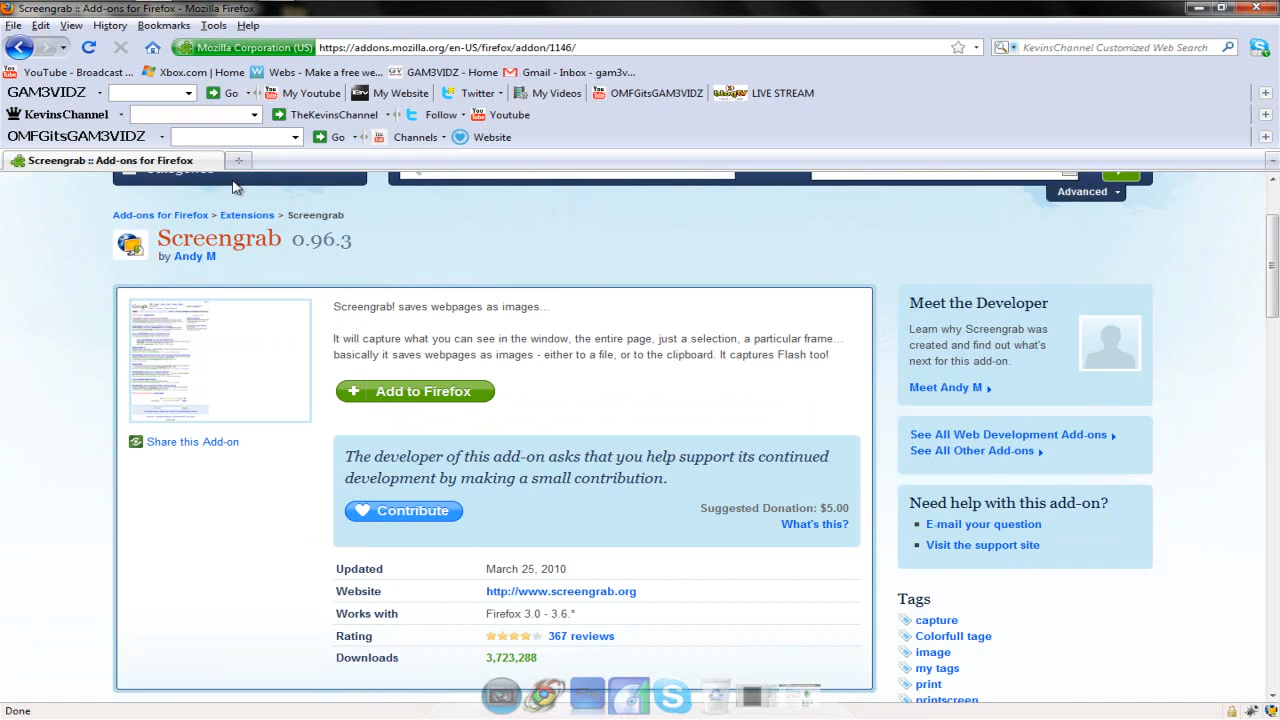 Screengrab :: Add-ons for Firefox - Mozilla Firefox
File Edit View History Bookmarks Tools Help
Mozilla Corporation (US) https://addons.mozilla.org/en-US/firefox/addon/1146/ KevinsChannel Customized Web Search
YouTube - Broadcast ... Xbox.com | Home Webs - Make a free we... GAM3VIDZ - Home Gmail - Inbox - gam3v...
GAM3VIDZ Go My Youtube My Website Twitter My Videos OMFGitsGAM3VIDZ LIVE STREAM
KevinsChannel TheKevinsChannel Follow Youtube
OMFGitsGAM3VIDZ Go Channels Website
Screengrab :: Add-ons for Firefox
Categories
Advanced
Add-ons for Firefox > Extensions > Screengrab
Screengrab 0.96.3
by Andy M
Screengrab! saves webpages as images...
It will capture what you can see in the window, the entire page, just a selection, a particular frame...
basically it saves webpages as images - either to a file, or to the clipboard. It captures Flash too!
Add to Firefox
Share this Add-on
The developer of this add-on asks that you help support its continued
development by making a small contribution.
Contribute
Suggested Donation: $5.00
What's this?
Updated March 25, 2010
Website http://www.screengrab.org
Works with Firefox 3.0 - 3.6.*
Rating 367 reviews
Downloads 3,723,288
Meet the Developer
Learn why Screengrab was
created and find out what's
next for this add-on.
Meet Andy M
See All Web Development Add-ons
See All Other Add-ons
Need help with this add-on?
E-mail your question
Visit the support site
Tags
capture
Colorfull tage
image
my tags
print
printscreen
Done